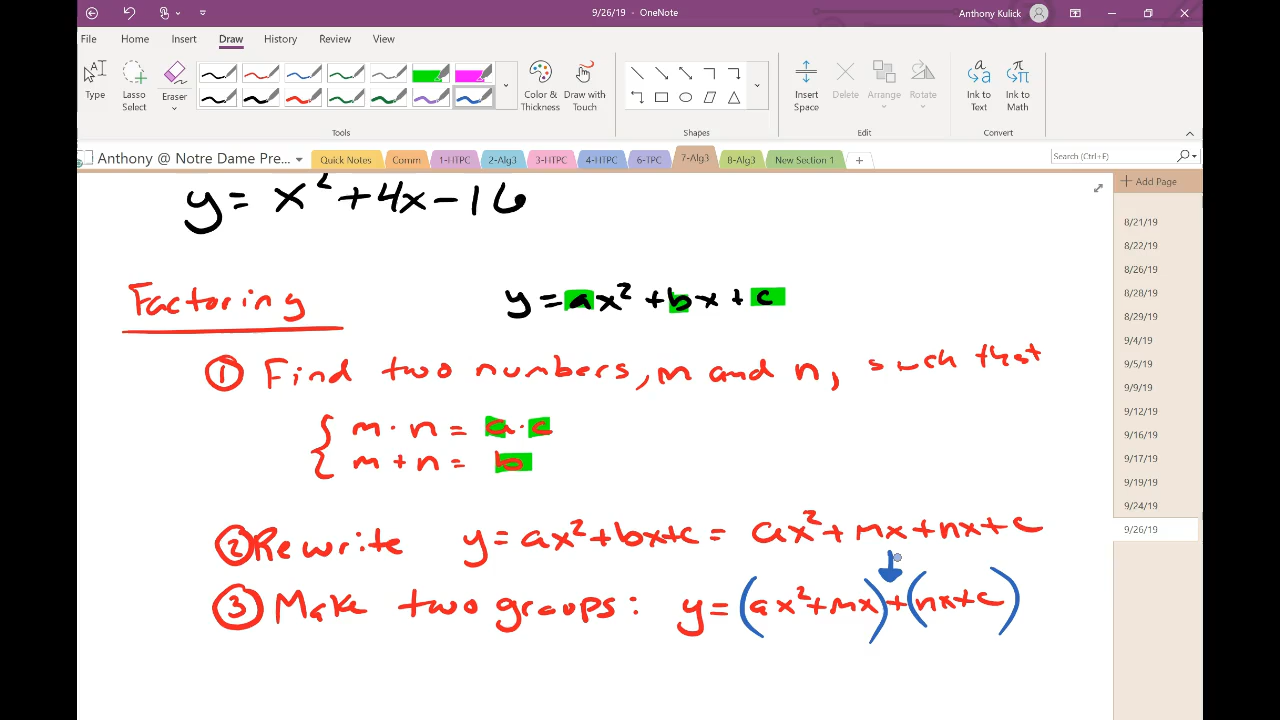 9/26/19 - OneNote
Anthony Kulick
File Home Insert Draw History Review View
Type
Lasso Select
Eraser
Color & Thickness
Draw with Touch
Insert Space
Delete
Arrange
Rotate
Ink to Text
Ink to Math
Tools Shapes Edit Convert
Anthony @ Notre Dame Pre... Quick Notes Comm 1-HTPC 2-Alg3 3-HTPC 4-HTPC 6-TPC 7-Alg3 8-Alg3 New Section 1 + Search (Ctrl+F)
+ Add Page
8/21/19
8/22/19
8/26/19
8/28/19
8/29/19
9/4/19
9/5/19
9/9/19
9/12/19
9/16/19
9/17/19
9/19/19
9/24/19
9/26/19
y = x² + 4x - 16
Factoring y = ax² + bx + c
① Find two numbers, m and n, such that
{ m · n = a · c
{ m + n = b
② Rewrite y = ax² + bx + c = ax² + mx + nx + c
③ Make two groups: y = (ax² + mx) + (nx + c)